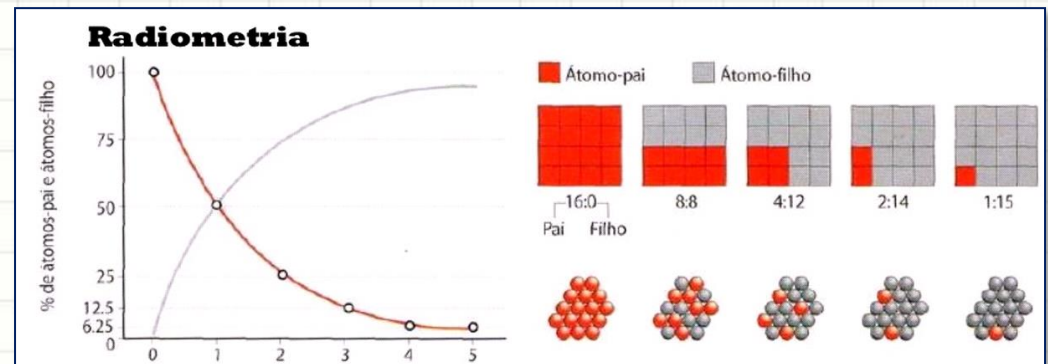 Radiometria
% de átomos-pai e átomos-filho
100
75
50
25
12.5
6.25
0
0 1 2 3 4 5
Átomo-pai Átomo-filho
16:0 8:8 4:12 2:14 1:15
Pai Filho